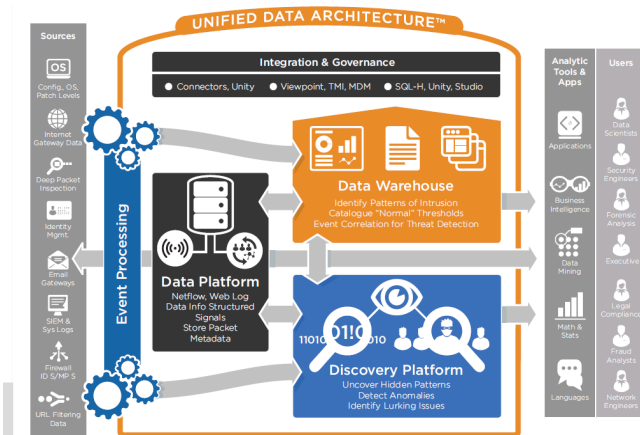 UNIFIED DATA ARCHITECTURE™
Sources
OS
Config, OS,
Patch Levels
Internet
Gateway Data
Deep Packet
Inspection
Identity
Mgmt.
Email
Gateways
SIEM &
Sys Logs
Firewall
ID S/MP S
URL Filtering
Data
Event Processing
Integration & Governance
Connectors, Unity
Viewpoint, TMI, MDM
SQL-H, Unity, Studio
Data Warehouse
Identify Patterns of Intrusion
Catalogue "Normal" Thresholds
Event Correlation for Threat Detection
Data Platform
Netflow, Web Log
Data Info Structured
Signals
Store Packet
Metadata
11010 01!0 010
Discovery Platform
Uncover Hidden Patterns
Detect Anomalies
Identify Lurking Issues
Analytic
Tools &
Apps
Applications
Business
Intelligence
Data
Mining
Math &
Stats
Languages
Users
Data
Scientists
Security
Engineers
Forensic
Analysis
Executive
Legal
Compliance
Fraud
Analysts
Network
Engineers